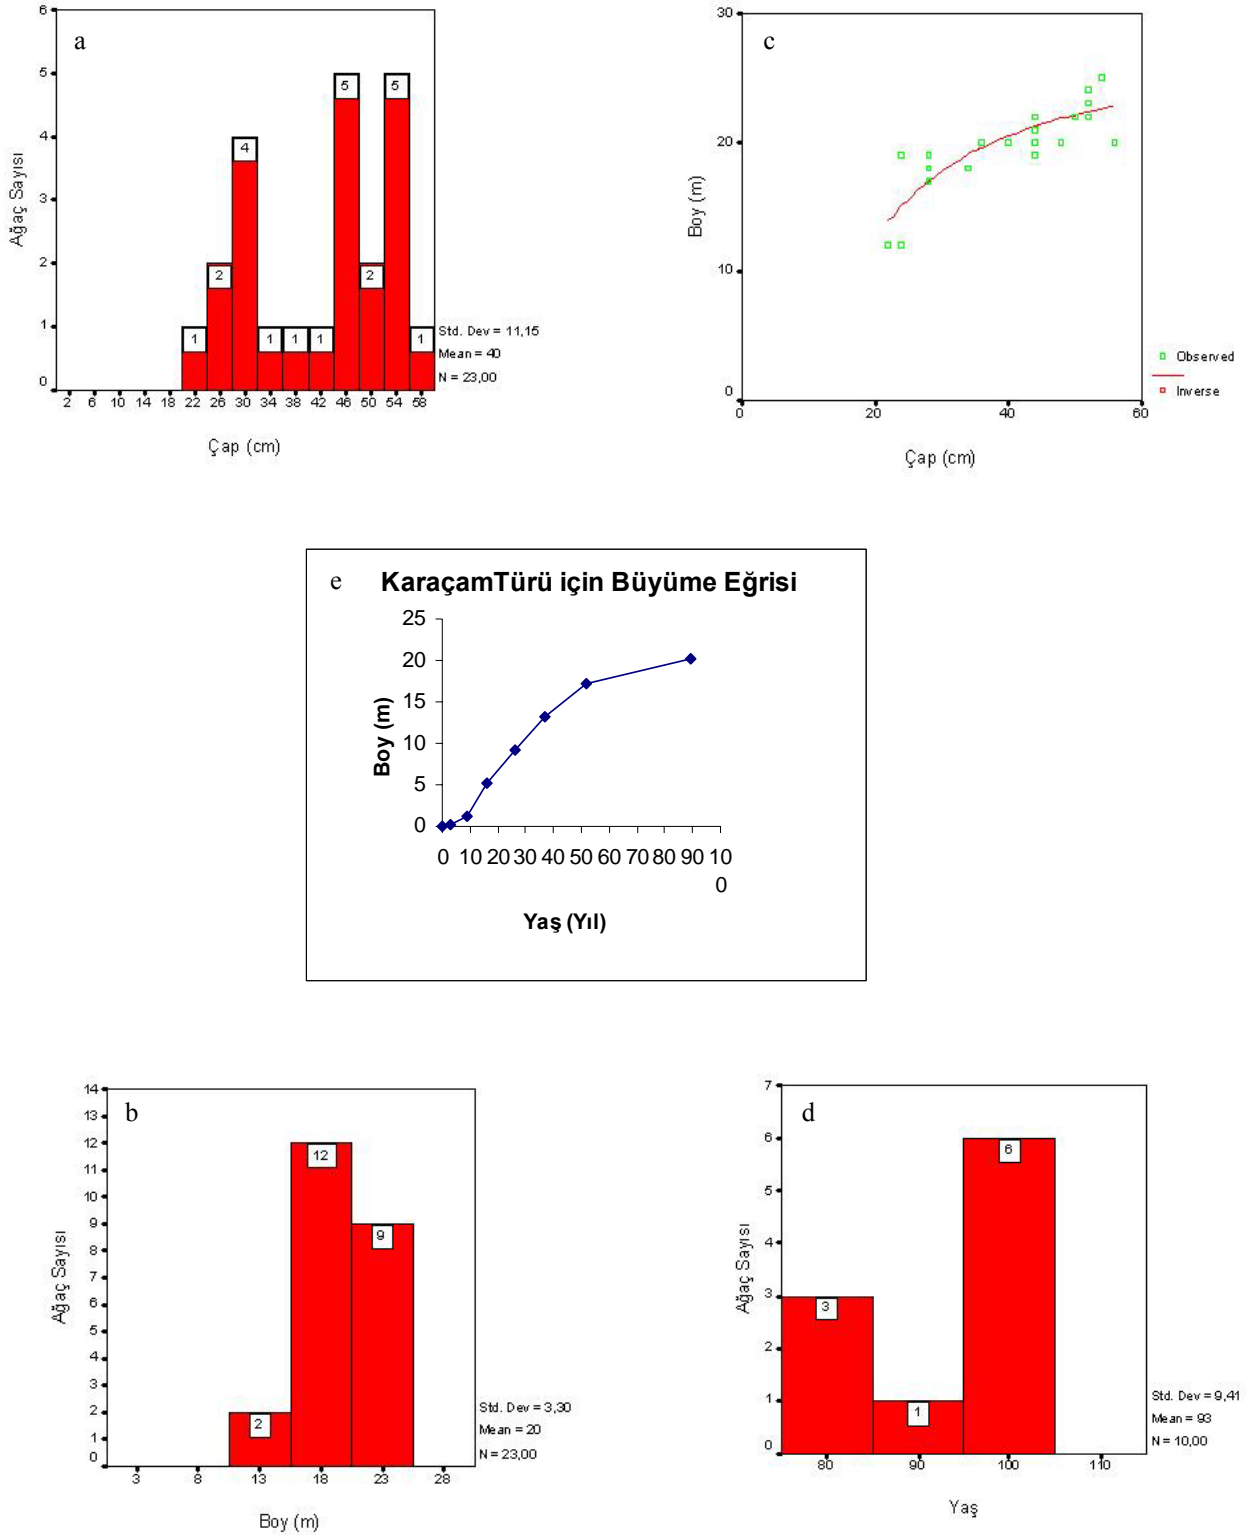 a
6
5
4
3
2
1
0
Ağaç Sayısı
1
2
4
1
1
1
5
2
5
1
2 6 10 14 18 22 26 30 34 38 42 46 50 54 58
Çap (cm)
Std. Dev = 11,15
Mean = 40
N = 23,00
c
30
20
10
0
Boy (m)
0 20 40 60
Çap (cm)
Observed
Inverse
e KaraçamTürü için Büyüme Eğrisi
25
20
15
10
5
0
Boy (m)
0 10 20 30 40 50 60 70 80 90 10
0
Yaş (Yıl)
b
14
13
12
11
10
9
8
7
6
5
4
3
2
1
0
Ağaç Sayısı
2
12
9
3 8 13 18 23 28
Boy (m)
Std. Dev = 3,30
Mean = 20
N = 23,00
d
7
6
5
4
3
2
1
0
Ağaç Sayısı
3
1
6
80 90 100 110
Yaş
Std. Dev = 9,41
Mean = 93
N = 10,00